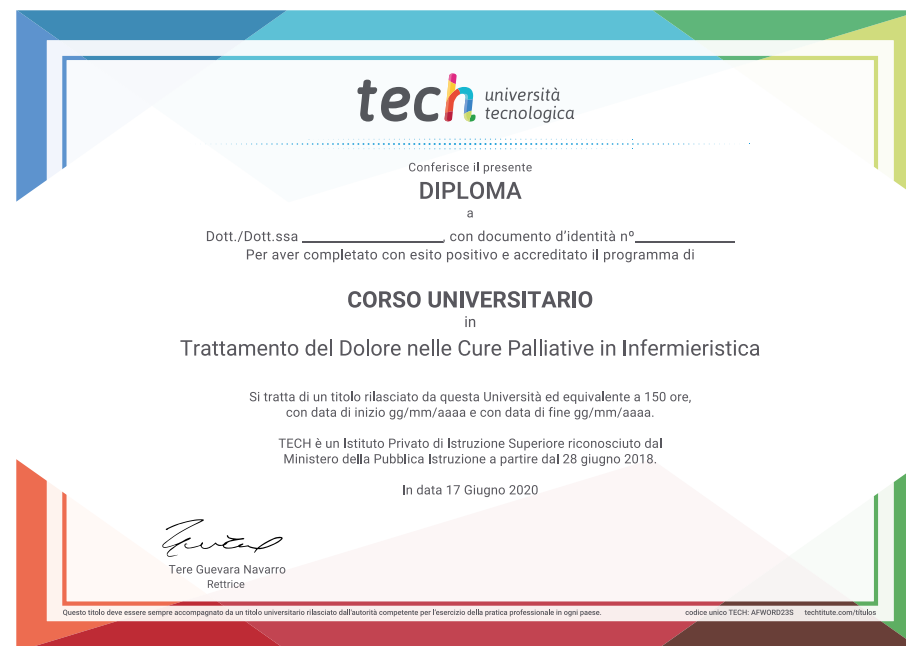 tech università
tecnologica
Conferisce il presente
DIPLOMA
a
Dott./Dott.ssa ____________________, con documento d'identità nº______________
Per aver completato con esito positivo e accreditato il programma di
CORSO UNIVERSITARIO
in
Trattamento del Dolore nelle Cure Palliative in Infermieristica
Si tratta di un titolo rilasciato da questa Università ed equivalente a 150 ore,
con data di inizio gg/mm/aaaa e con data di fine gg/mm/aaaa.
TECH è un Istituto Privato di Istruzione Superiore riconosciuto dal
Ministero della Pubblica Istruzione a partire dal 28 giugno 2018.
In data 17 Giugno 2020
Tere Guevara Navarro
Rettrice
Questo titolo deve essere sempre accompagnato da un titolo universitario rilasciato dall'autorità competente per l'esercizio della pratica professionale in ogni paese. codice unico TECH: AFWORD23S techtitute.com/títulos